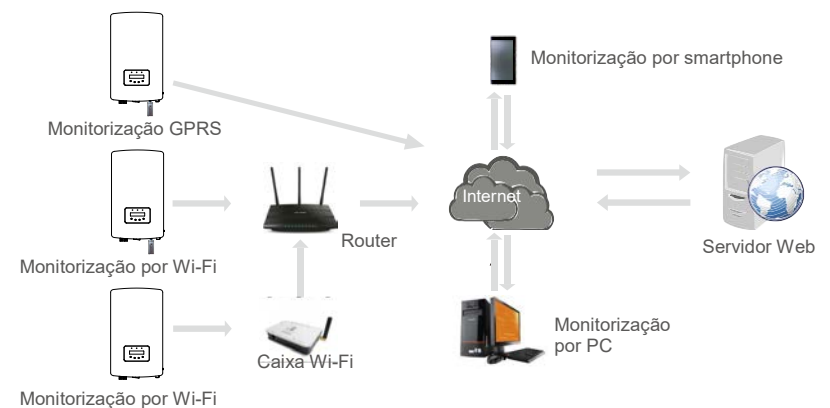 Monitorização por smartphone
Monitorização GPRS
Internet
Router
Servidor Web
Monitorização por Wi-Fi
Monitorização
por PC
Caixa Wi-Fi
Monitorização por Wi-Fi